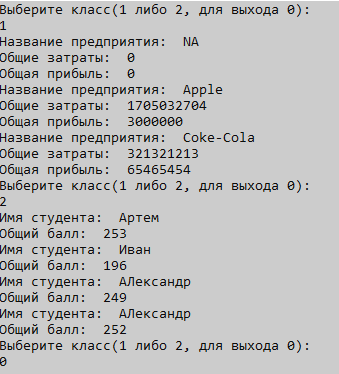 Выберите класс(1 либо 2, для выхода 0):
1
Название предприятия:  NA
Общие затраты:  0
Общая прибыль:  0
Название предприятия:  Apple
Общие затраты:  1705032704
Общая прибыль:  3000000
Название предприятия:  Coke-Cola
Общие затраты:  321321213
Общая прибыль:  65465454
Выберите класс(1 либо 2, для выхода 0):
2
Имя студента:  Артем
Общий балл:  253
Имя студента:  Иван
Общий балл:  196
Имя студента:  АЛександр
Общий балл:  249
Имя студента:  АЛександр
Общий балл:  252
Выберите класс(1 либо 2, для выхода 0):
0